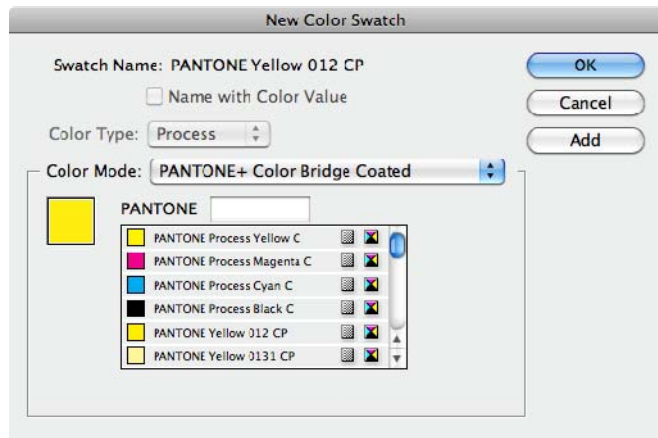 New Color Swatch
Swatch Name: PANTONE Yellow 012 CP
Name with Color Value
Color Type: Process
Color Mode: PANTONE+ Color Bridge Coated
PANTONE
PANTONE Process Yellow C
PANTONE Process Magenta C
PANTONE Process Cyan C
PANTONE Process Black C
PANTONE Yellow 012 CP
PANTONE Yellow 0131 CP
OK
Cancel
Add